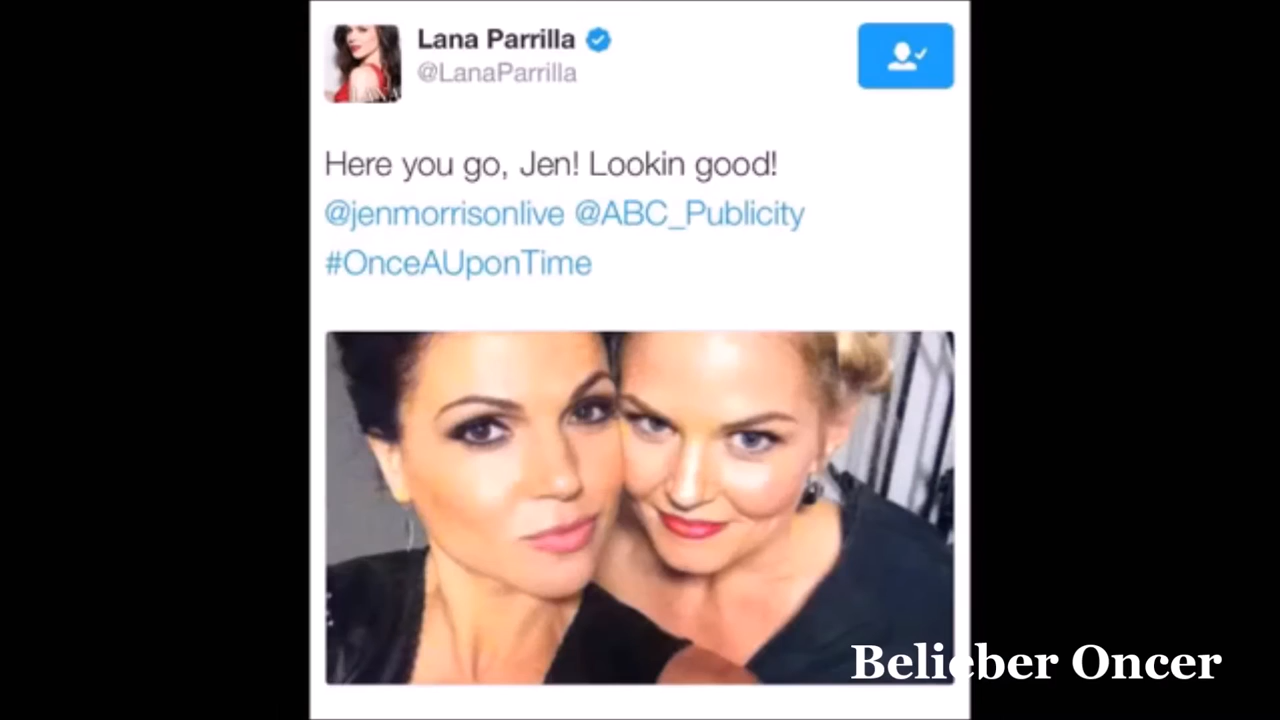 Lana Parrilla
@LanaParrilla
Here you go, Jen! Lookin good!
@jenmorrisonlive @ABC_Publicity
#OnceAUponTime
Belieber Oncer